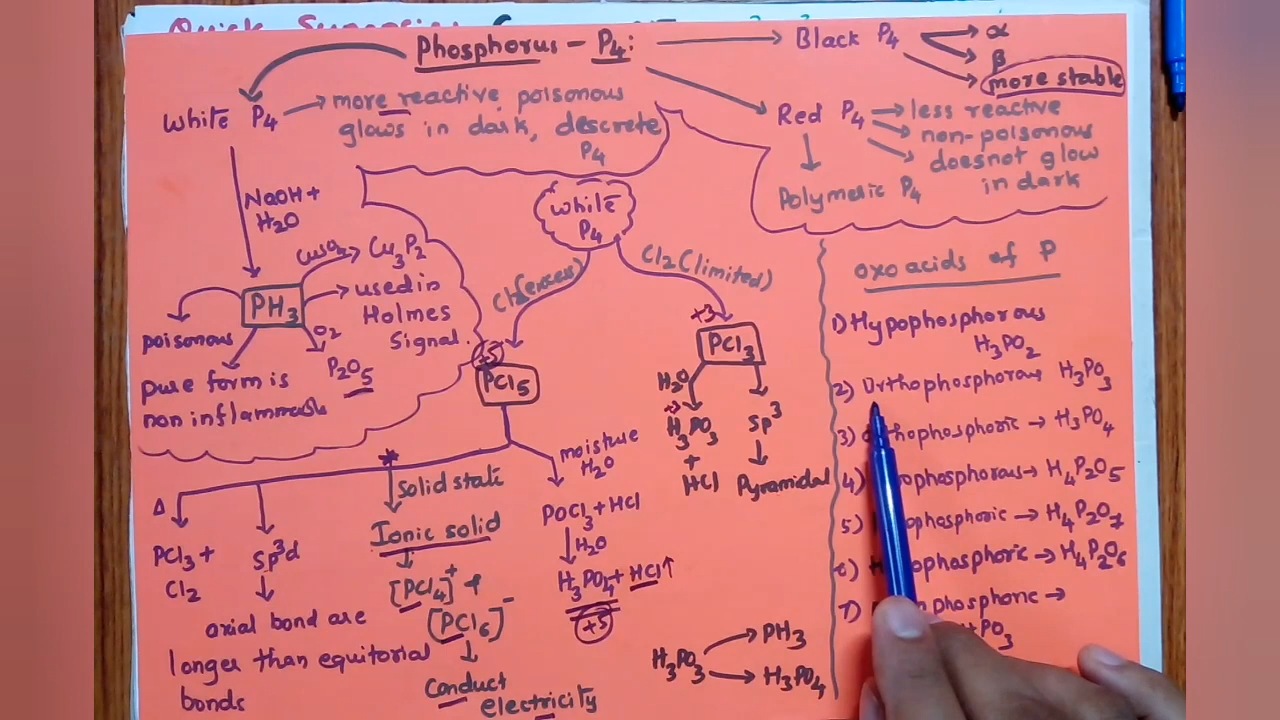 Phosphorus - P4:
Black P4
α
β
more stable
White P4
more reactive poisonous
glows in dark, descrete
P4
Red P4
less reactive
non-poisonous
doesnot glow
in dark
Polymeric P4
NaOH +
H2O
CuSO4
Cu3P2
PH3
used in
Holmes
Signal.
O2
P2O5
poisonous
pure form is
non inflammable
White
P4
Cl2(excess)
Cl2(limited)
+5
PCl5
+3
PCl3
H2O
H3PO3
+
HCl
Sp3
Pyramidal
Δ
PCl3 +
Cl2
Sp3d
axial bond are
longer than equitorial
bonds
*
Solid state
Ionic solid
[PCl4]+ +
[PCl6]-
Conduct
electricity
moisture
H2O
POCl3 + HCl
H2O
H3PO4 + HCl↑
+5
H3PO3
PH3
H3PO4
oxoacids of P
1) Hypophosphorous
H3PO2
2) Orthophosphorous H3PO3
3) orthophosphoric → H3PO4
4) phosphorous → H4P2O5
5) phosphoric → H4P2O7
6) phosphoric → H4P2O6
7) phosphoric →
PO3